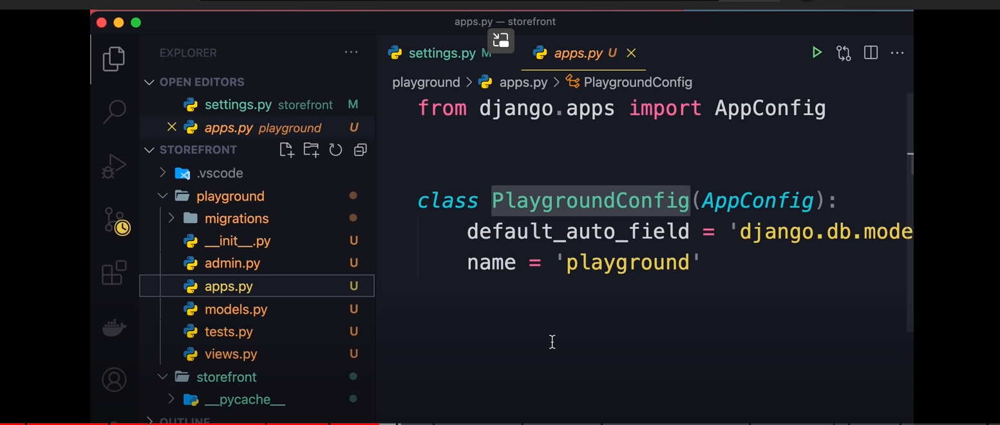 apps.py — storefront
EXPLORER
OPEN EDITORS
settings.py storefront M
apps.py playground U
STOREFRONT
.vscode
playground
migrations
__init__.py U
admin.py U
apps.py U
models.py U
tests.py U
views.py U
storefront
__pycache__
OUTLINE
settings.py M
apps.py U
playground > apps.py > PlaygroundConfig
from django.apps import AppConfig
class PlaygroundConfig(AppConfig):
default_auto_field = 'django.db.mode
name = 'playground'